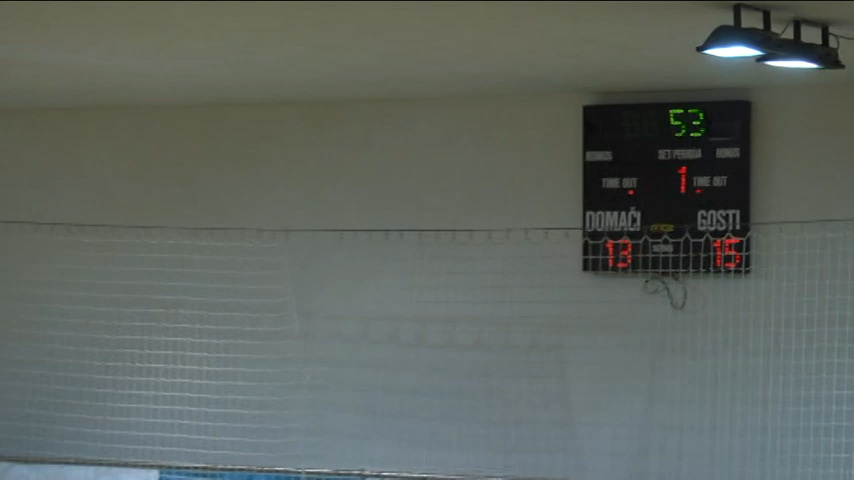 53
BONUS SET PERIODA BONUS
TIME OUT 1 TIME OUT
DOMAĆI GOSTI
13 15